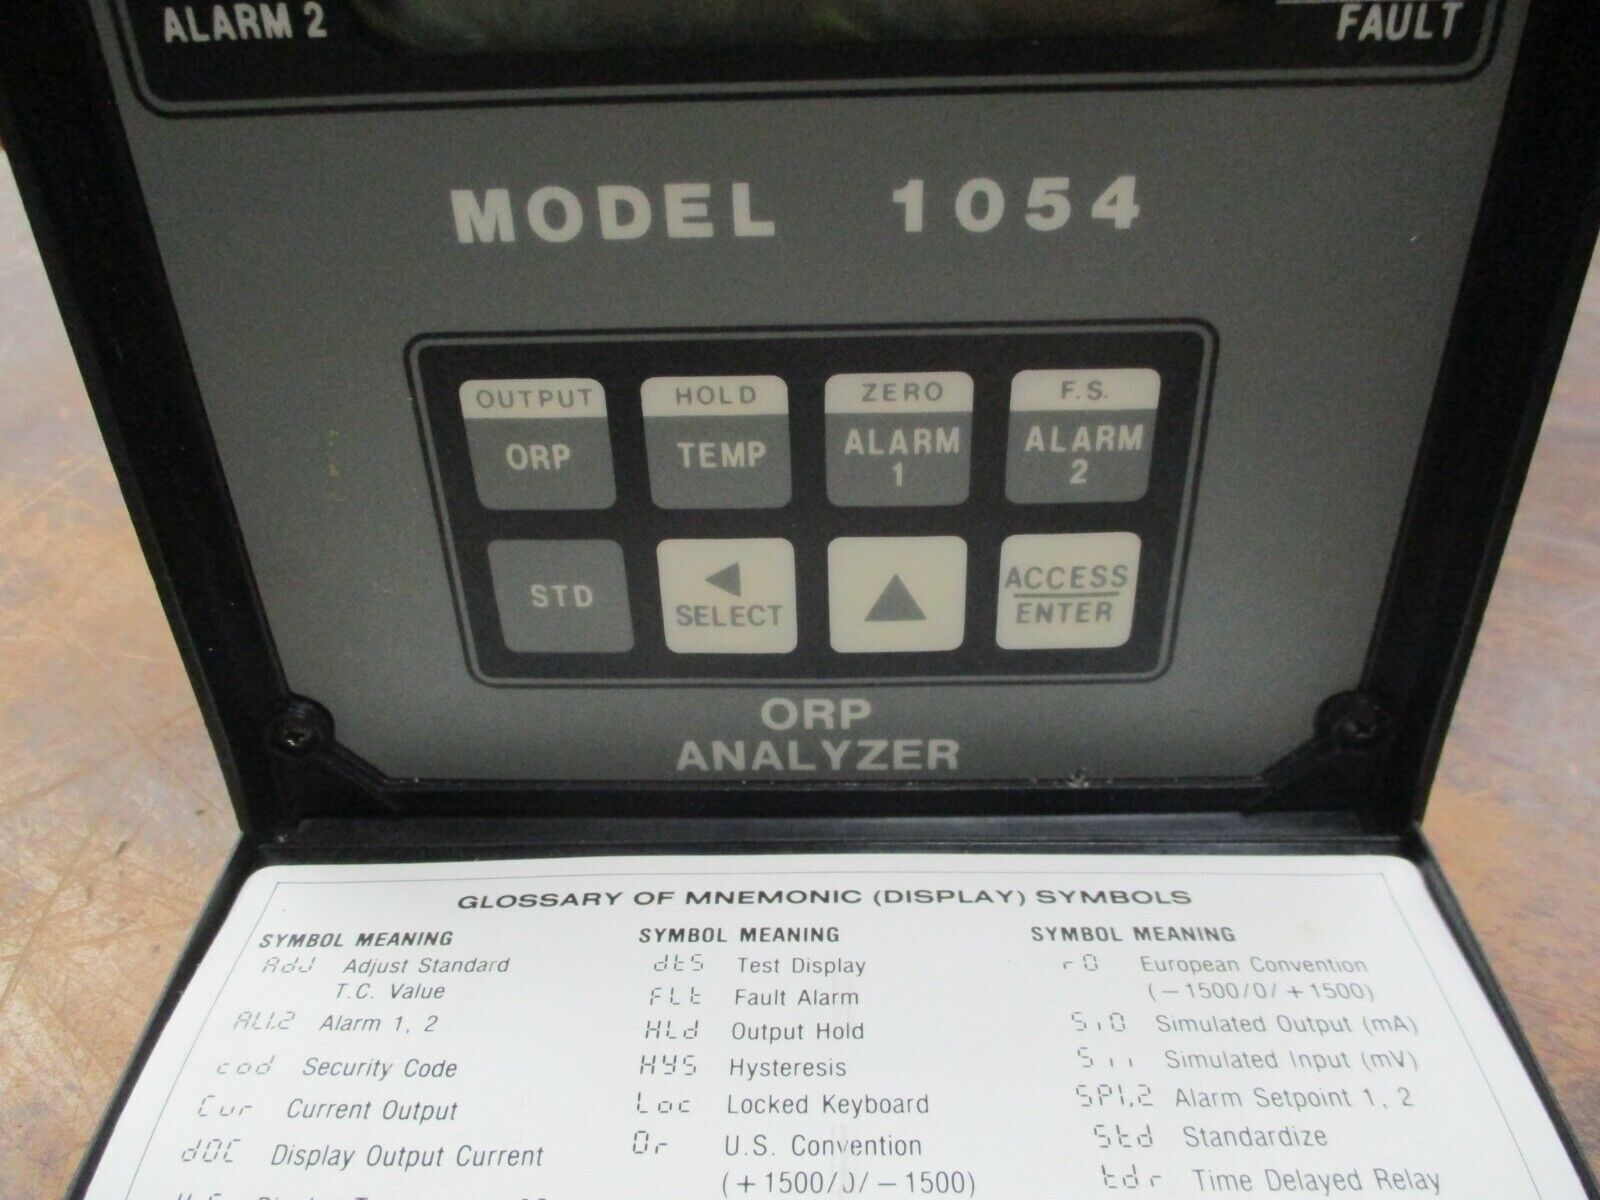 ALARM 2
FAULT
MODEL 1054
OUTPUT
ORP
HOLD
TEMP
ZERO
ALARM
1
F.S.
ALARM
2
STD
◀
SELECT
▲
ACCESS
ENTER
ORP
ANALYZER
GLOSSARY OF MNEMONIC (DISPLAY) SYMBOLS
SYMBOL MEANING
AdJ Adjust Standard
T.C. Value
AL1.2 Alarm 1, 2
cod Security Code
Cur Current Output
dOC Display Output Current
SYMBOL MEANING
dtS Test Display
FLt Fault Alarm
HLd Output Hold
HYS Hysteresis
Loc Locked Keyboard
Or U.S. Convention
(+1500/0/−1500)
SYMBOL MEANING
rO European Convention
(−1500/0/+1500)
SiO Simulated Output (mA)
Sii Simulated Input (mV)
SP1.2 Alarm Setpoint 1, 2
Std Standardize
tdr Time Delayed Relay